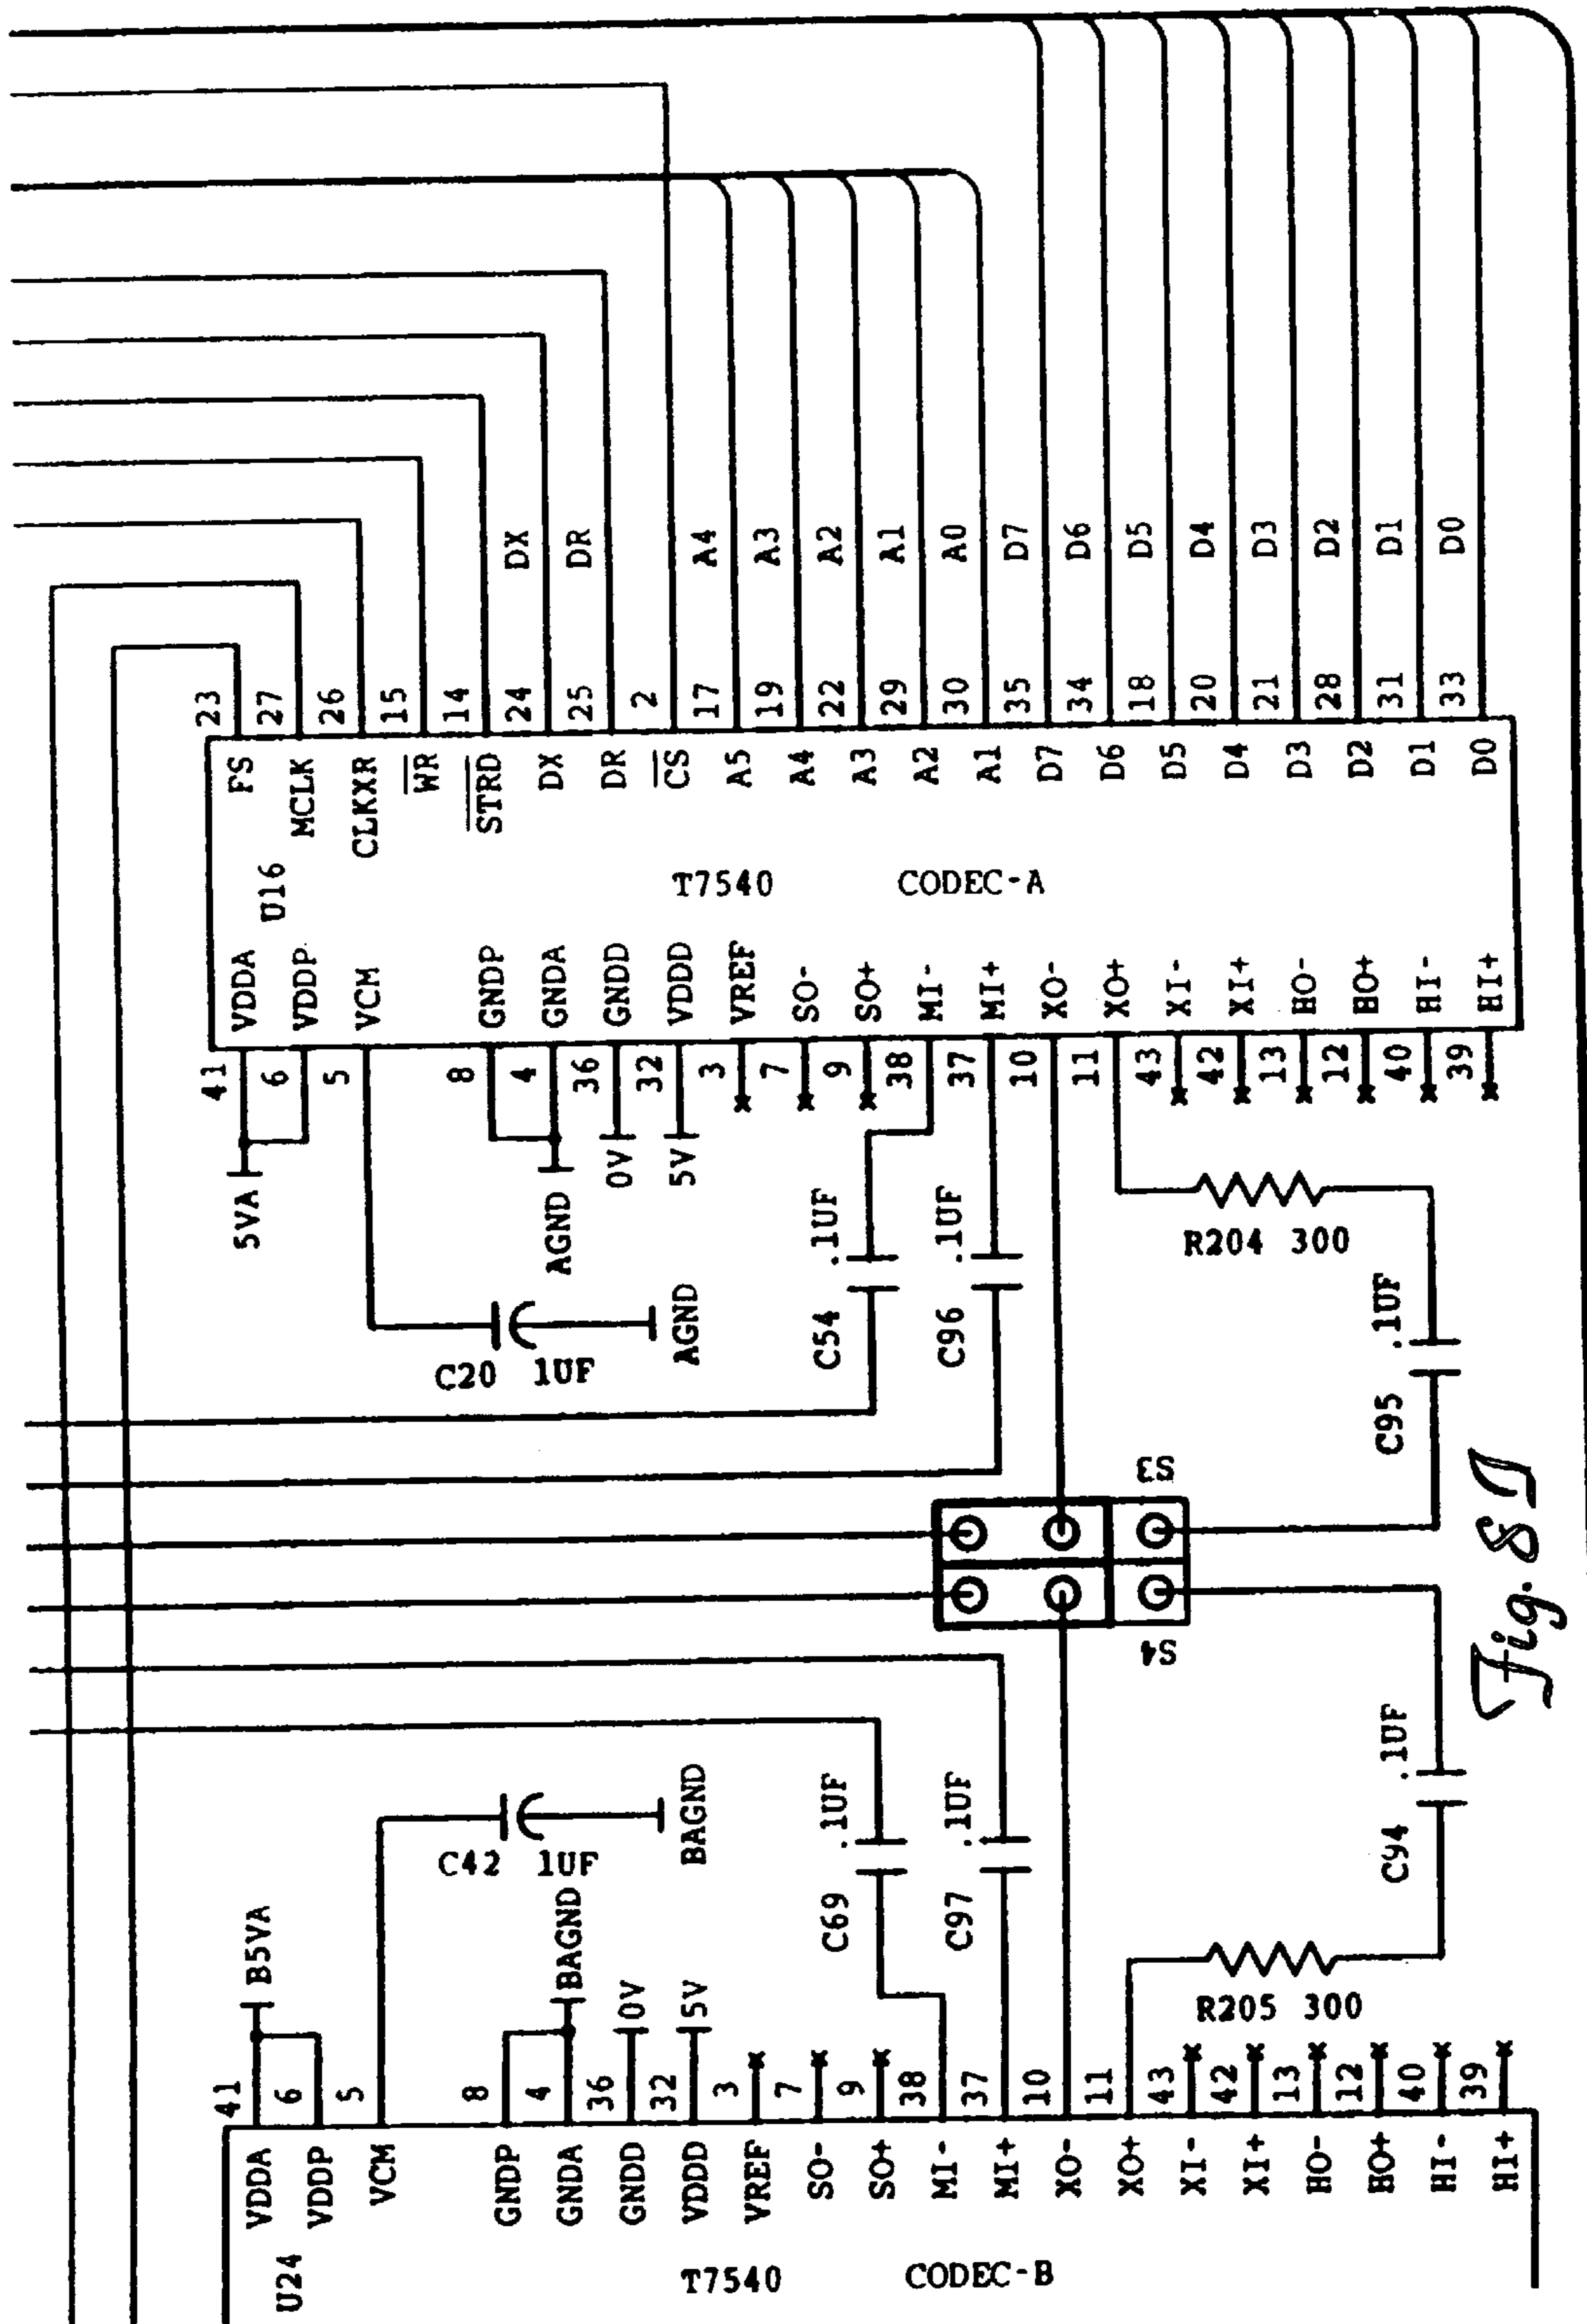 23 FS
27 MCLK
26 CLKXR
15 WR
14 STRD
DX 24 DX
DR 25 DR
2 CS
A4 17 A5
A3 19 A4
A2 22 A3
A1 29 A2
A0 30 A1
D7 35 D7
D6 34 D6
D5 18 D5
D4 20 D4
D3 21 D3
D2 28 D2
D1 31 D1
D0 33 D0
U16
T7540 CODEC-A
VDDA 41
VDDP 6
VCM 5
GNDP 8
GNDA 4
GNDD 36
VDDD 32
VREF 3
SO- 7
SO+ 9
MI- 38
MI+ 37
XO- 10
XO+ 11
XI- 43
XI+ 42
HO- 13
BO+ 12
HI- 40
HI+ 39
5VA
AGND
0V
5V
C20 1UF
AGND
C54 .1UF
C96 .1UF
R204 300
C95 .1UF
S3
S4
Fig. 8I
C42 1UF
BAGND
C69 .1UF
C97 .1UF
C94 .1UF
R205 300
B5VA
BAGND
0V
5V
41 VDDA
6 VDDP
5 VCM
8 GNDP
4 GNDA
36 GNDD
32 VDDD
3 VREF
7 SO-
9 SO+
38 MI-
37 MI+
10 XO-
11 XO+
43 XI-
42 XI+
13 HO-
12 BO+
40 HI-
39 HI+
U24
T7540 CODEC-B